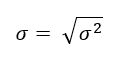 σ = √σ²